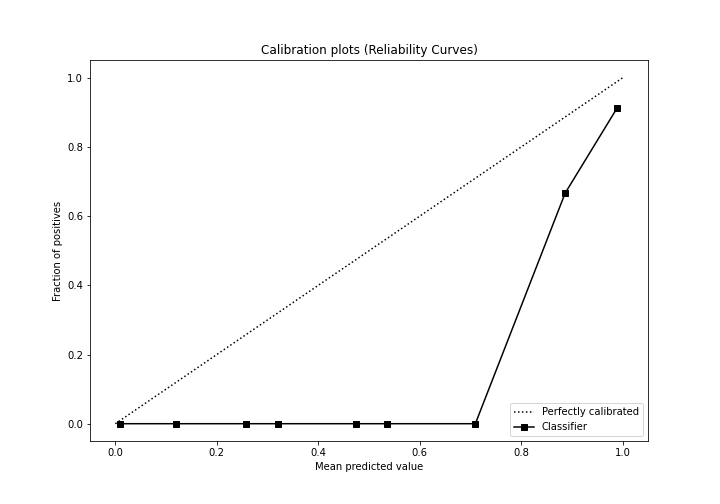 Calibration plots (Reliability Curves)
Fraction of positives
1.0
0.8
0.6
0.4
0.2
0.0
0.0 0.2 0.4 0.6 0.8 1.0
Mean predicted value
Perfectly calibrated
Classifier